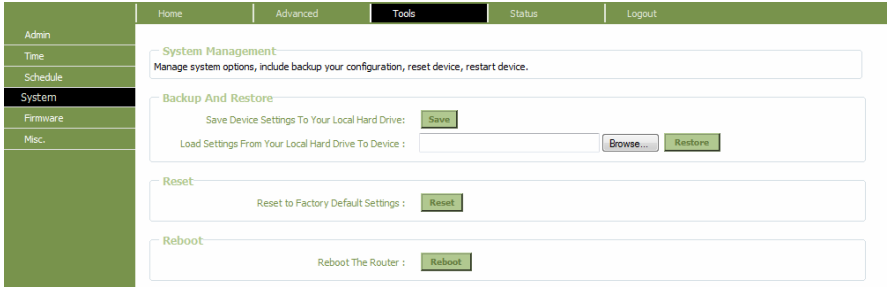 Home Advanced Tools Status Logout
Admin
Time
Schedule
System
Firmware
Misc.
System Management
Manage system options, include backup your configuration, reset device, restart device.
Backup And Restore
Save Device Settings To Your Local Hard Drive: Save
Load Settings From Your Local Hard Drive To Device : Browse... Restore
Reset
Reset to Factory Default Settings : Reset
Reboot
Reboot The Router : Reboot